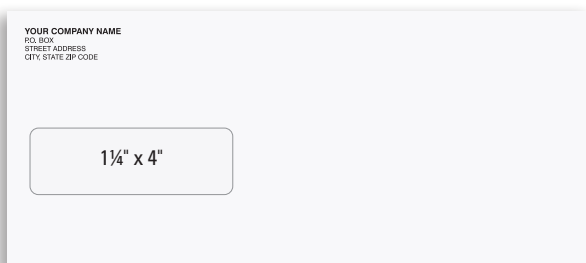 YOUR COMPANY NAME
P.O. BOX
STREET ADDRESS
CITY, STATE ZIP CODE
1¼" x 4"